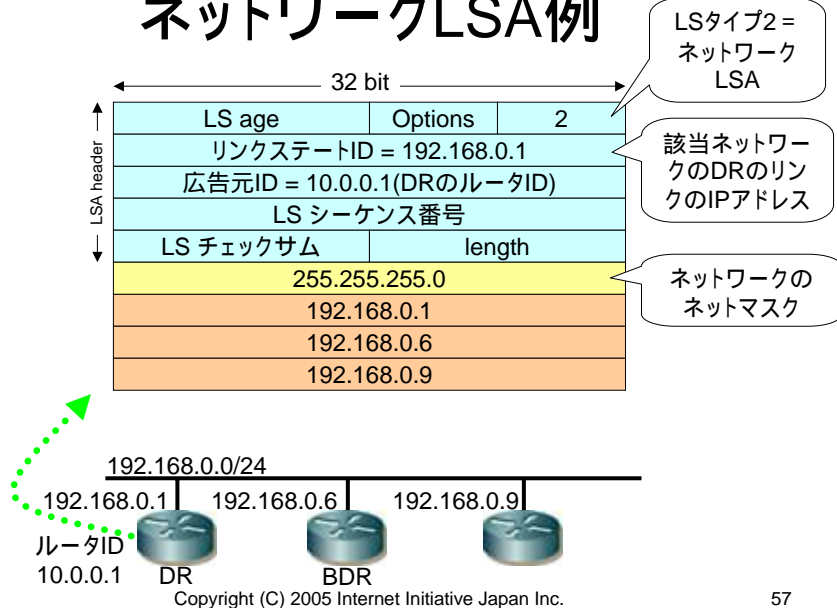 ネットワークLSA例
LSタイプ2 =
ネットワーク
LSA
32 bit
LSA header
LS age Options 2
リンクステートID = 192.168.0.1
広告元ID = 10.0.0.1(DRのルータID)
LS シーケンス番号
LS チェックサム length
該当ネットワー
クのDRのリン
クのIPアドレス
255.255.255.0
192.168.0.1
192.168.0.6
192.168.0.9
ネットワークの
ネットマスク
192.168.0.0/24
192.168.0.1 192.168.0.6 192.168.0.9
ルータID
10.0.0.1 DR BDR
Copyright (C) 2005 Internet Initiative Japan Inc. 57